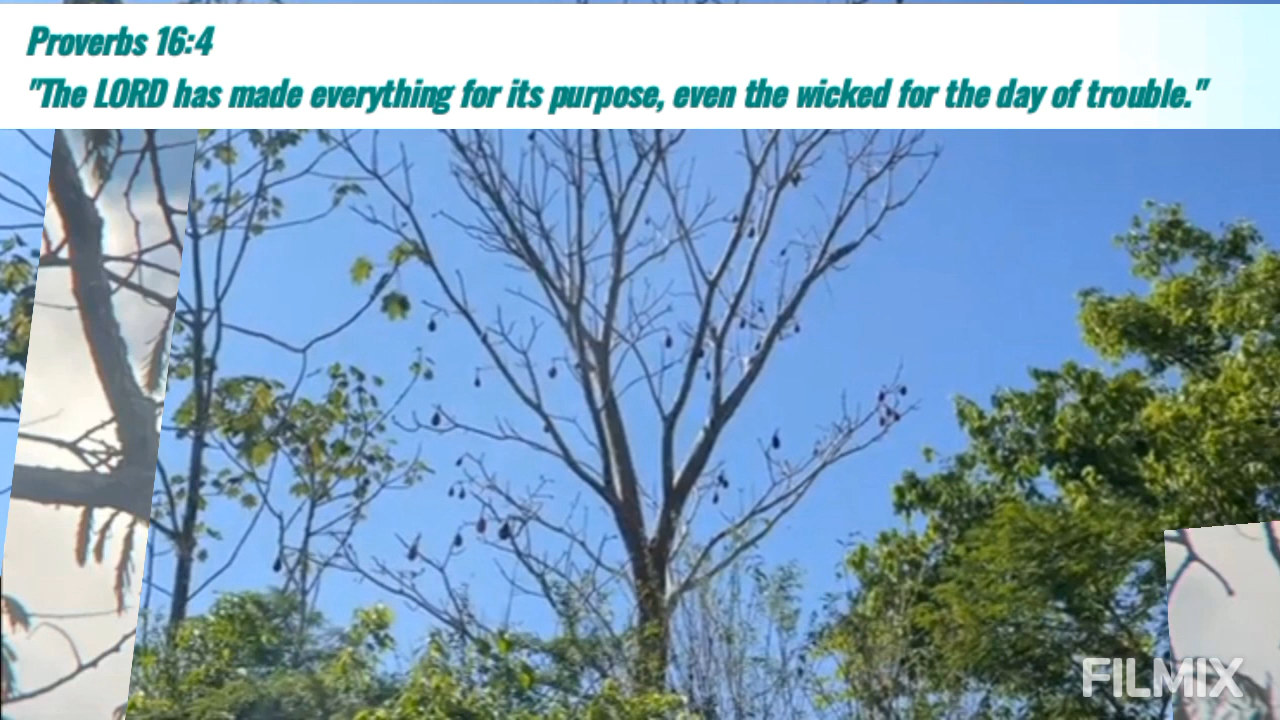 Proverbs 16:4
"The LORD has made everything for its purpose, even the wicked for the day of trouble."
FILMIX